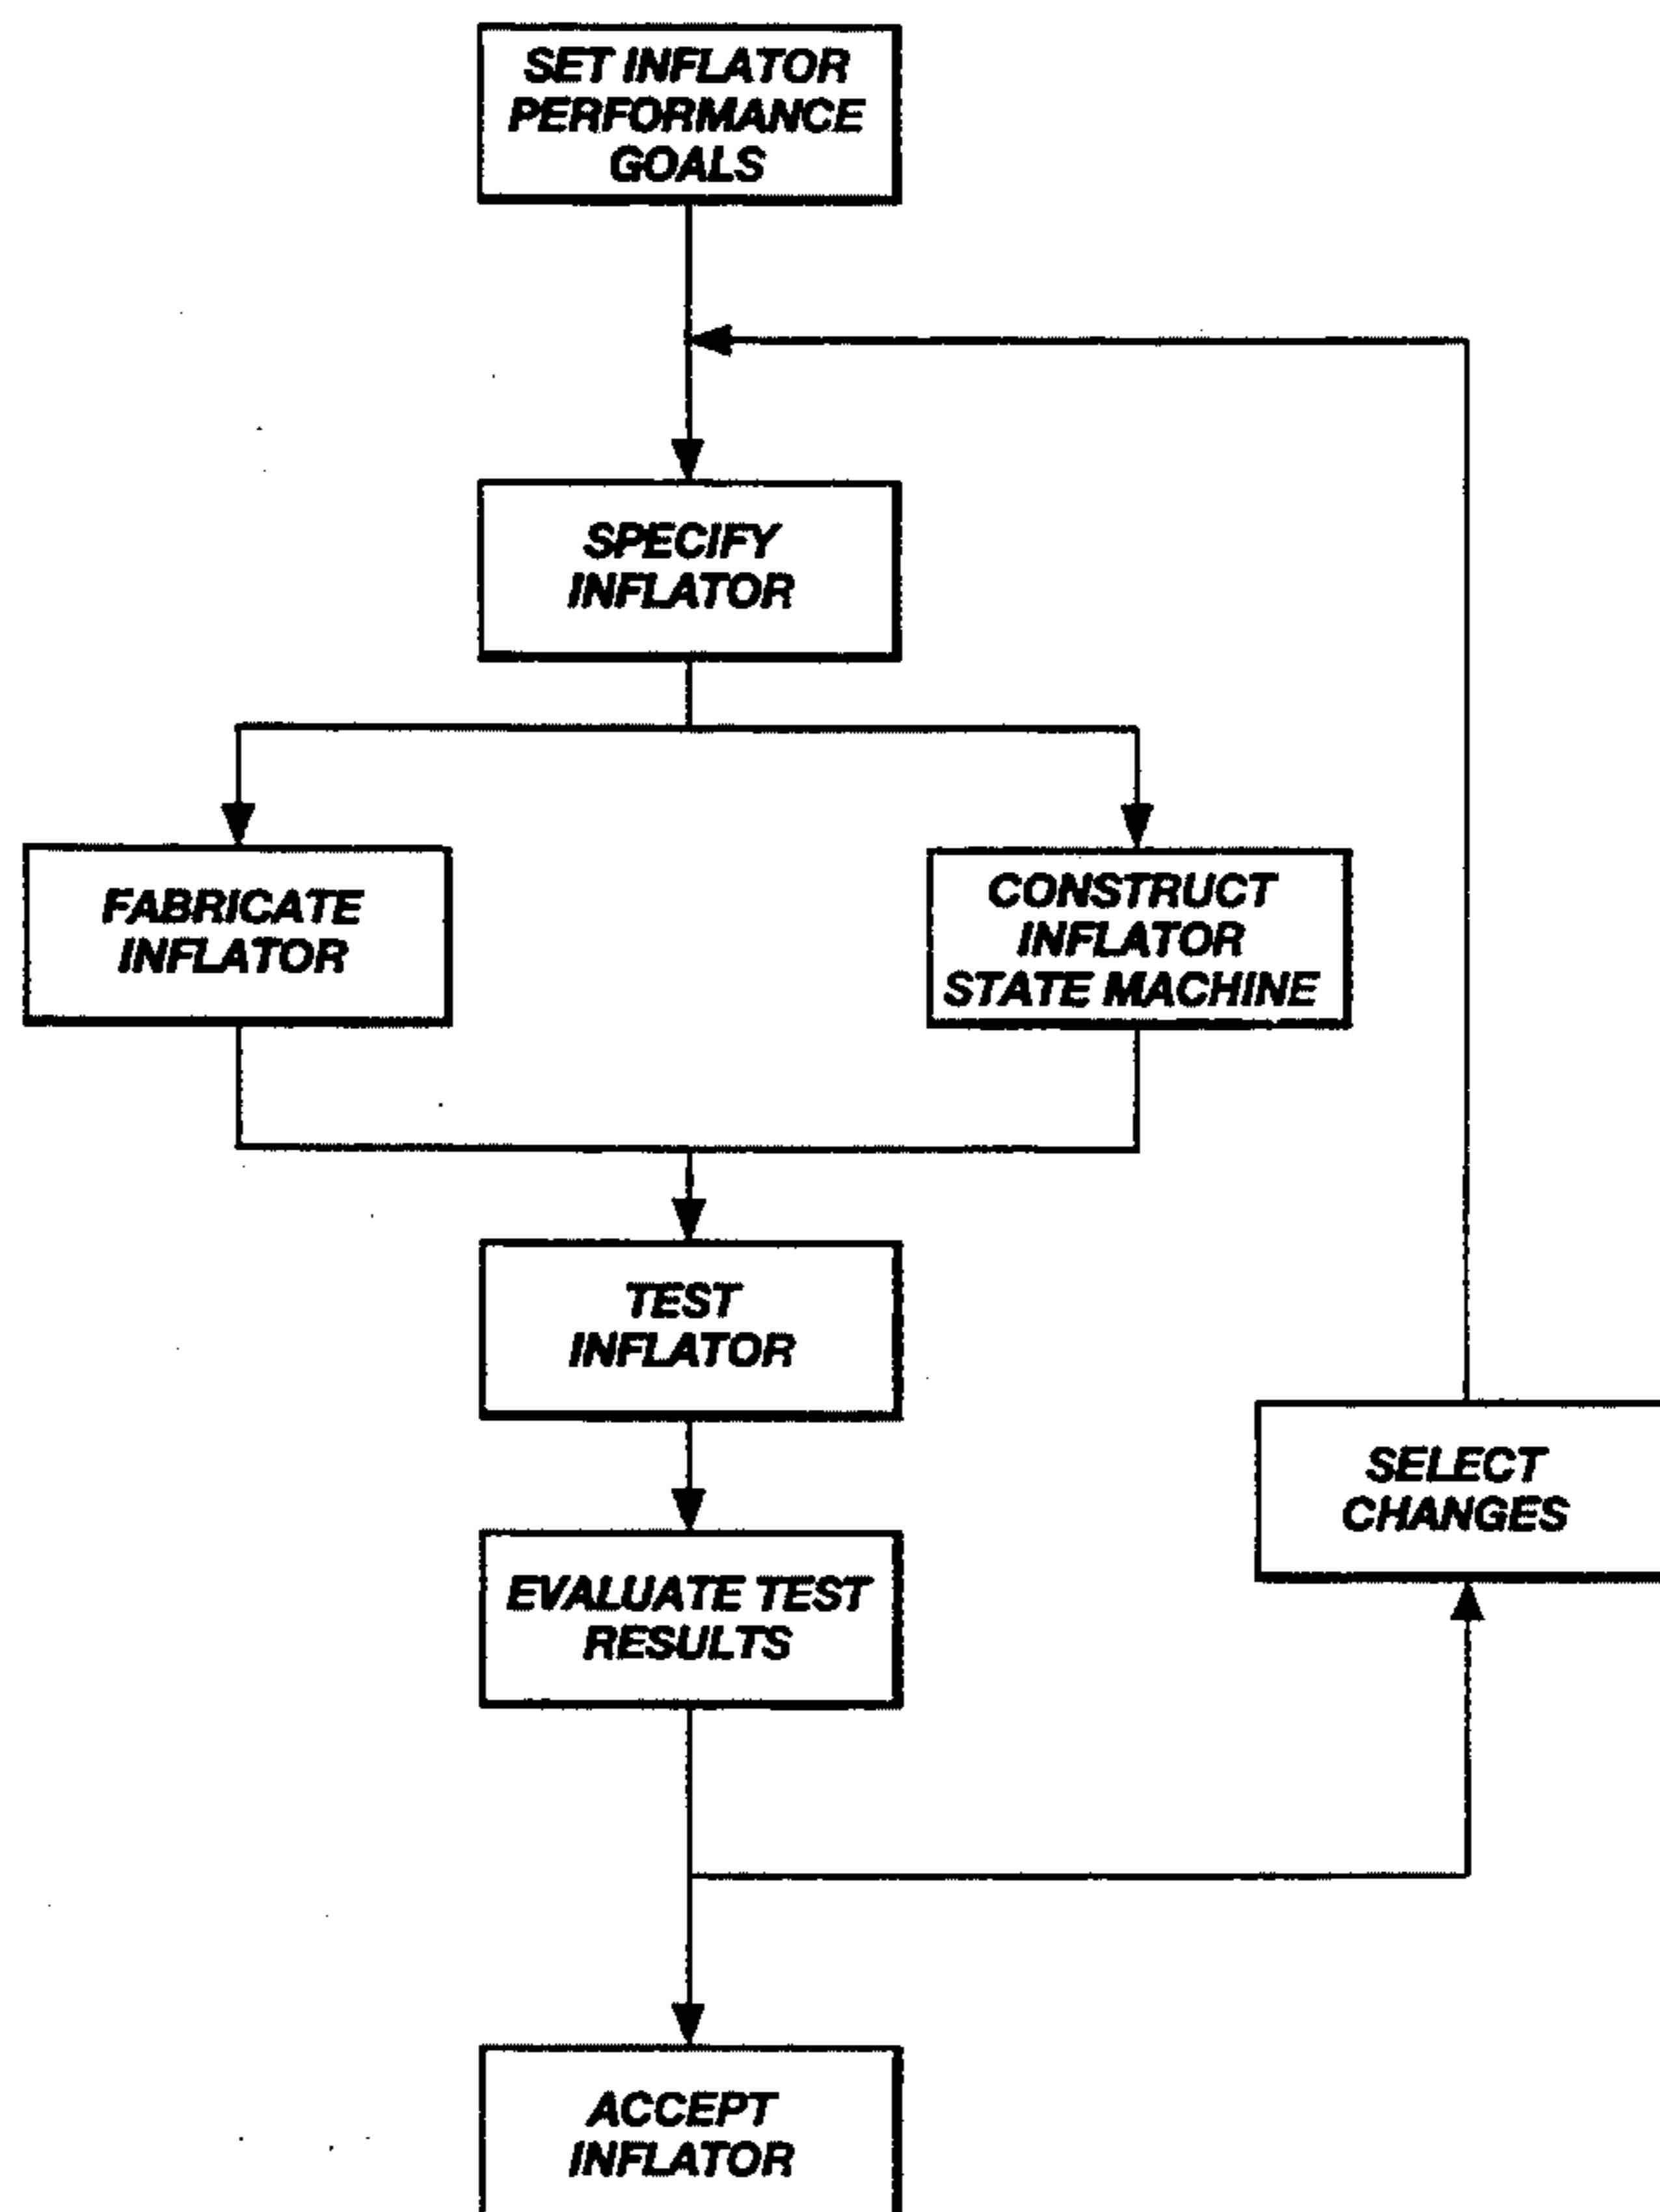 SET INFLATOR
PERFORMANCE
GOALS
SPECIFY
INFLATOR
FABRICATE
INFLATOR
CONSTRUCT
INFLATOR
STATE MACHINE
TEST
INFLATOR
SELECT
CHANGES
EVALUATE TEST
RESULTS
ACCEPT
INFLATOR